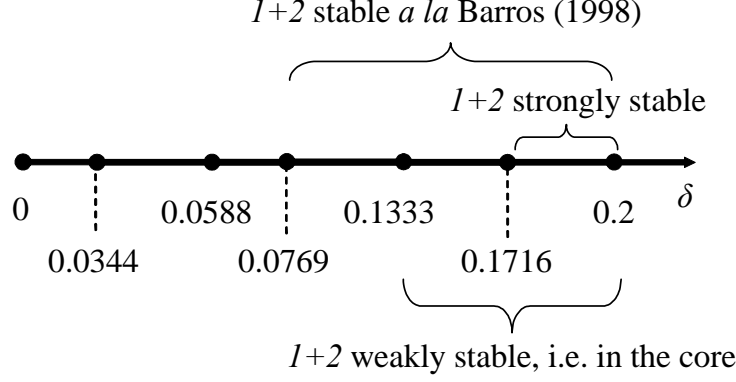 1+2 stable a la Barros (1998)
1+2 strongly stable
0 0.0588 0.1333 0.2 δ
0.0344 0.0769 0.1716
1+2 weakly stable, i.e. in the core